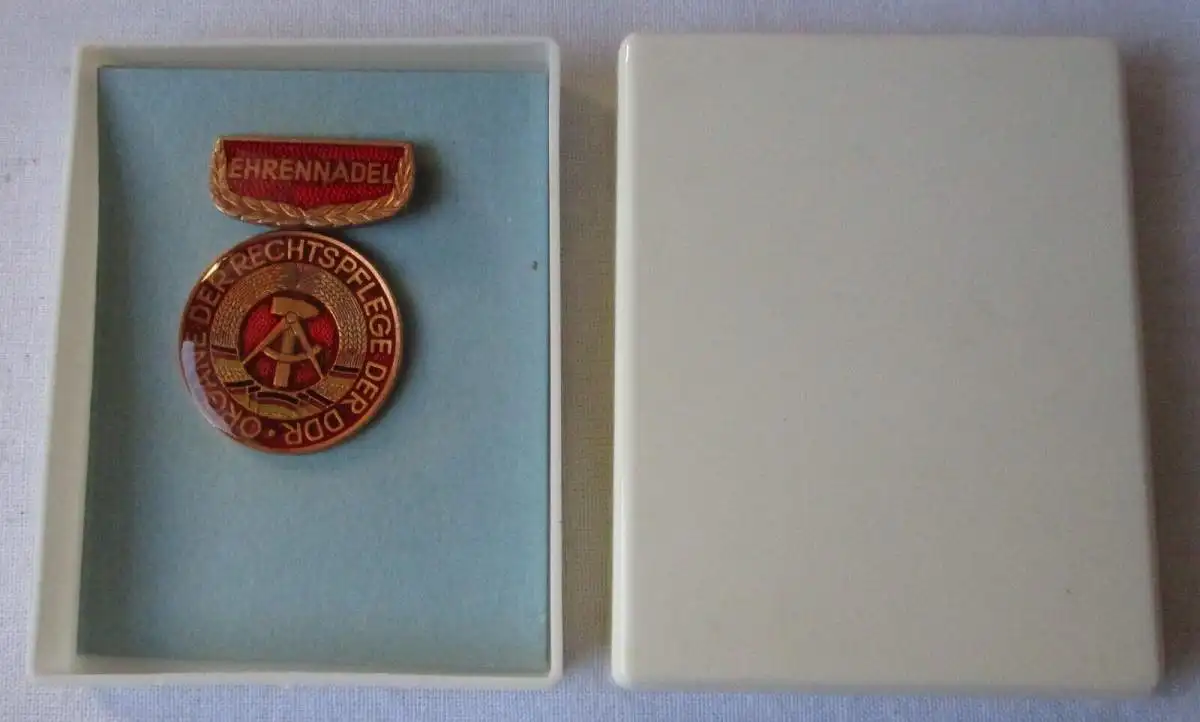 EHRENNADEL
ORGANE DER RECHTSPFLEGE DER DDR ·